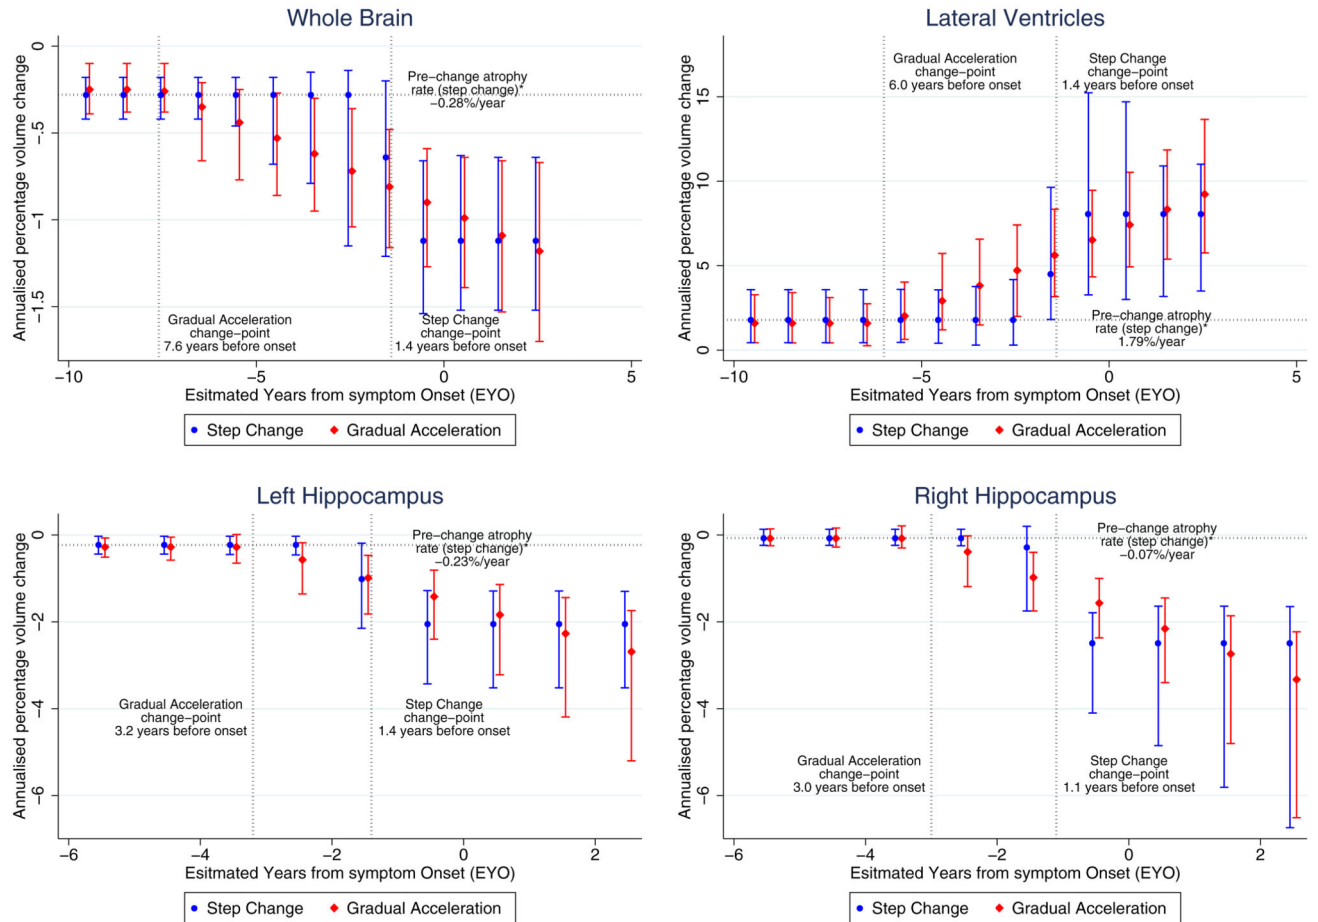 Whole Brain
Annualised percentage volume change
0
−.5
−1
−1.5
Pre−change atrophy
rate (step change)*
−0.28%/year
Gradual Acceleration
change−point
7.6 years before onset
Step Change
change−point
1.4 years before onset
−10
−5
0
5
Esitmated Years from symptom Onset (EYO)
Step Change
Gradual Acceleration
Lateral Ventricles
Annualised percentage volume change
15
10
5
0
Gradual Acceleration
change−point
6.0 years before onset
Step Change
change−point
1.4 years before onset
Pre−change atrophy
rate (step change)*
1.79%/year
−10
−5
0
5
Esitmated Years from symptom Onset (EYO)
Step Change
Gradual Acceleration
Left Hippocampus
Annualised percentage volume change
0
−2
−4
−6
Pre−change atrophy
rate (step change)*
−0.23%/year
Gradual Acceleration
change−point
3.2 years before onset
Step Change
change−point
1.4 years before onset
−6
−4
−2
0
2
Esitmated Years from symptom Onset (EYO)
Step Change
Gradual Acceleration
Right Hippocampus
Annualised percentage volume change
0
−2
−4
−6
Pre−change atrophy
rate (step change)*
−0.07%/year
Gradual Acceleration
change−point
3.0 years before onset
Step Change
change−point
1.1 years before onset
−6
−4
−2
0
2
Esitmated Years from symptom Onset (EYO)
Step Change
Gradual Acceleration